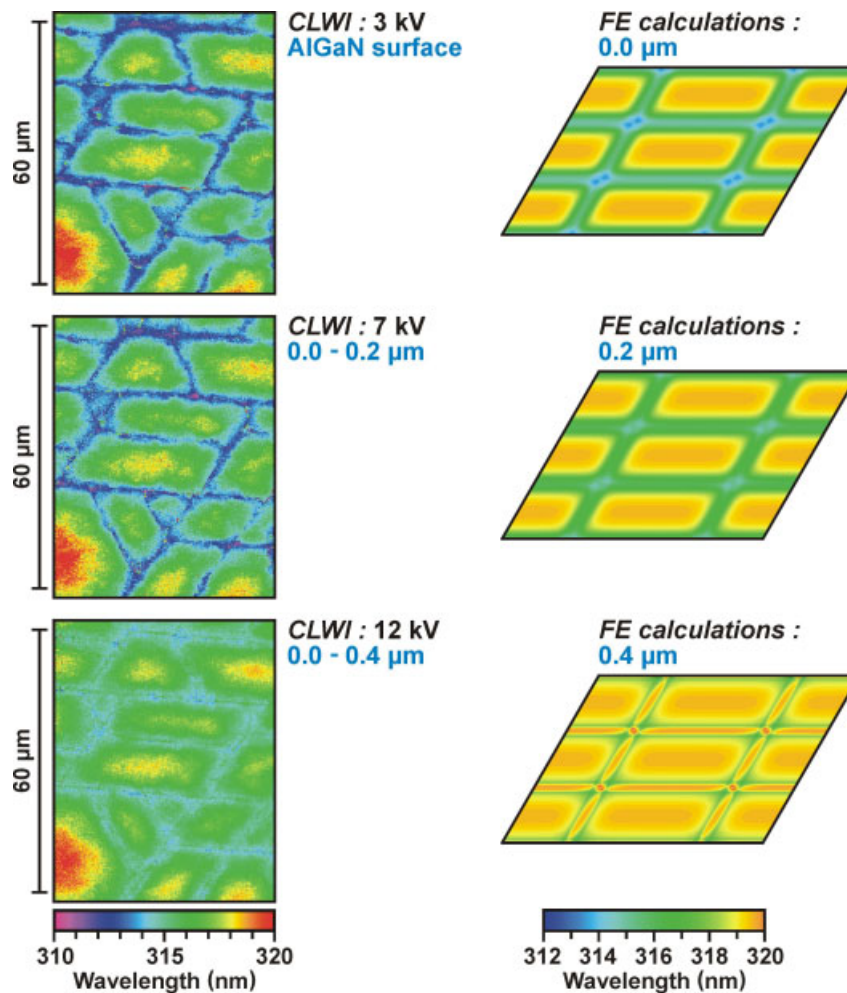 CLWI : 3 kV
AlGaN surface
FE calculations :
0.0 µm
60 µm
CLWI : 7 kV
0.0 - 0.2 µm
FE calculations :
0.2 µm
60 µm
CLWI : 12 kV
0.0 - 0.4 µm
FE calculations :
0.4 µm
60 µm
310 315 320
Wavelength (nm)
312 314 316 318 320
Wavelength (nm)